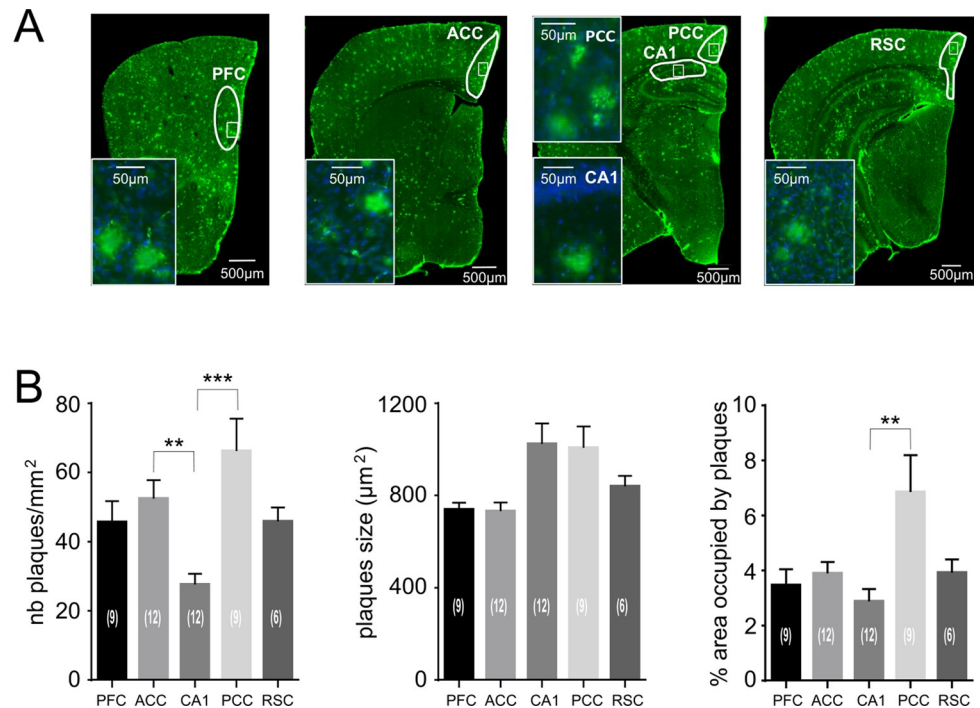 A
PFC
50µm
500µm
ACC
50µm
500µm
50µm
PCC
PCC
CA1
50µm
CA1
500µm
RSC
50µm
500µm
B
nb plaques/mm²
80
60
40
20
0
**
***
(9)
(12)
(12)
(9)
(6)
PFC ACC CA1 PCC RSC
plaques size (µm²)
1200
800
400
0
(9)
(12)
(12)
(9)
(6)
PFC ACC CA1 PCC RSC
% area occupied by plaques
10
8
6
4
2
0
**
(9)
(12)
(12)
(9)
(6)
PFC ACC CA1 PCC RSC